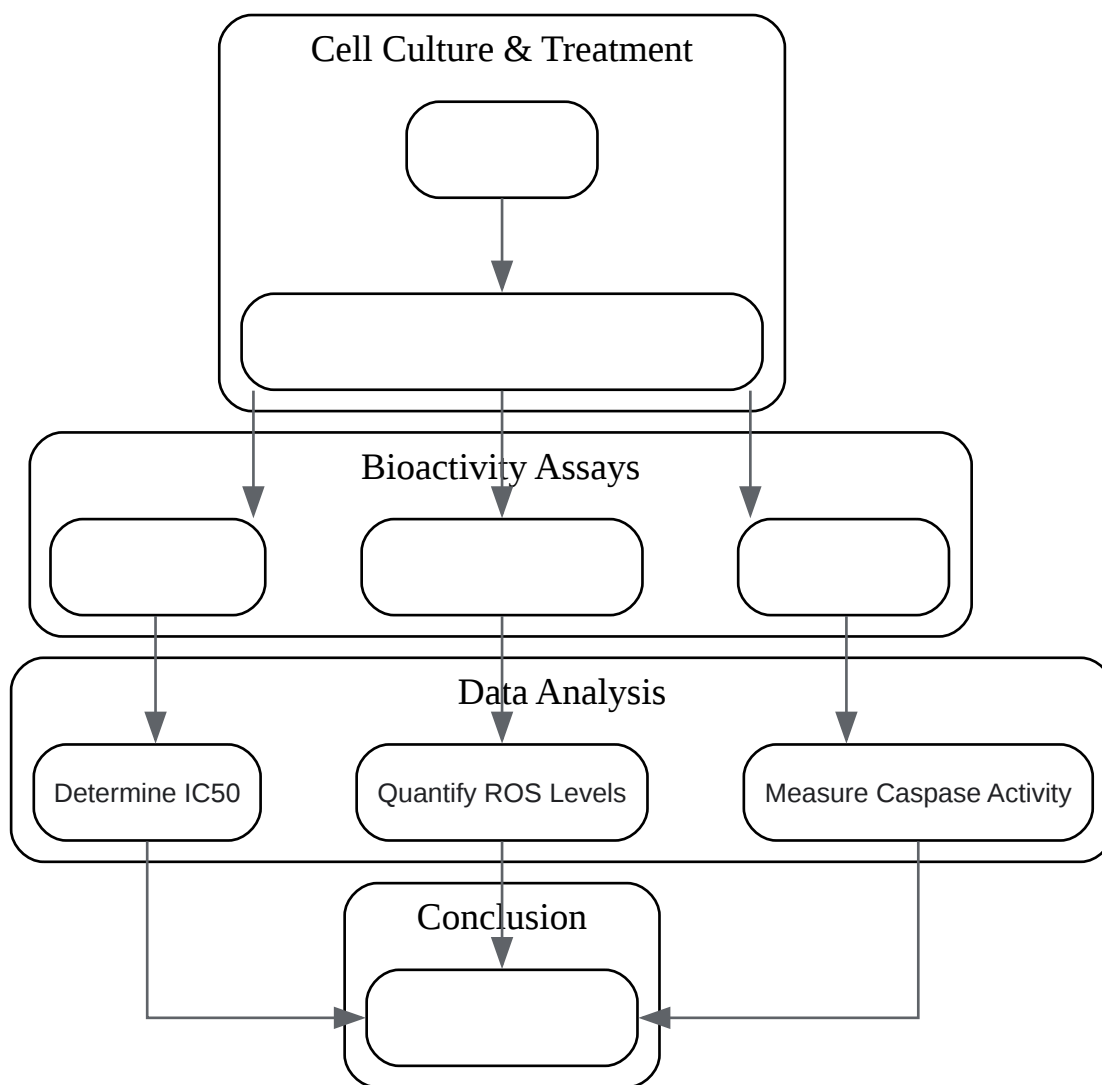 Cell Culture & Treatment
Bioactivity Assays
Data Analysis
Determine IC50
Quantify ROS Levels
Measure Caspase Activity
Conclusion